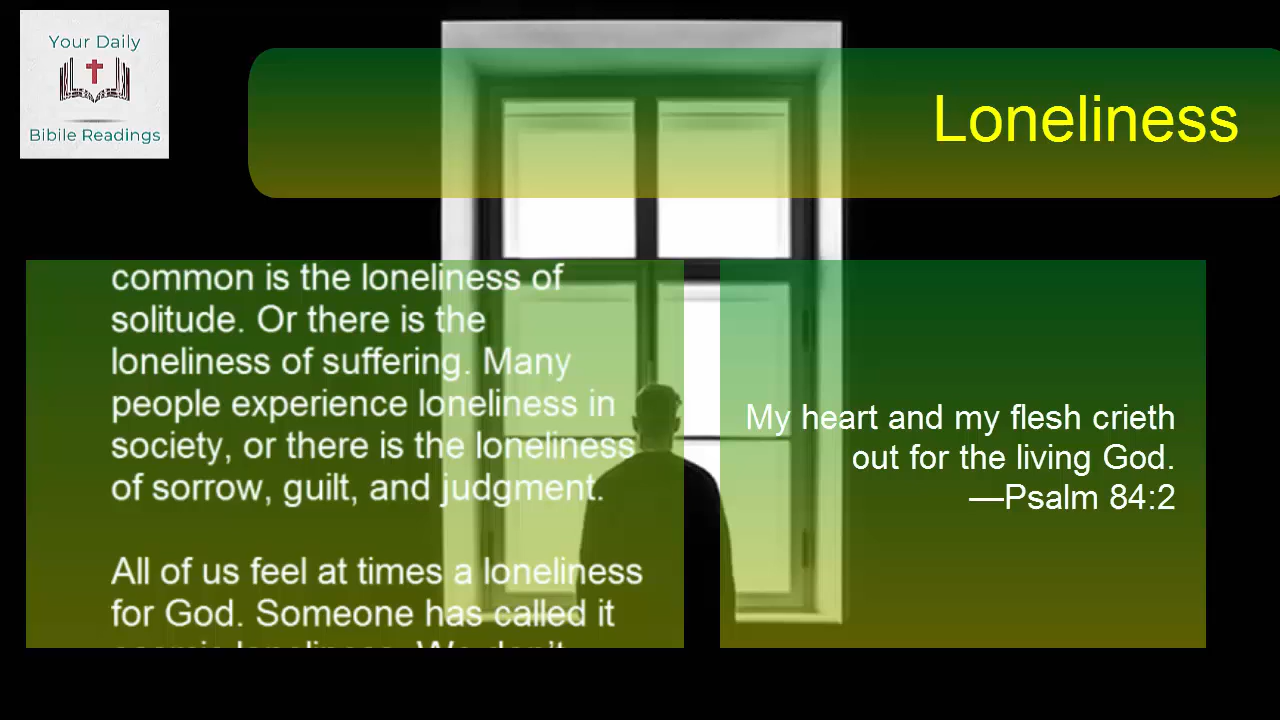 Your Daily
Bibile Readings
Loneliness
common is the loneliness of
solitude. Or there is the
loneliness of suffering. Many
people experience loneliness in
society, or there is the loneliness
of sorrow, guilt, and judgment.
All of us feel at times a loneliness
for God. Someone has called it
My heart and my flesh crieth
out for the living God.
—Psalm 84:2